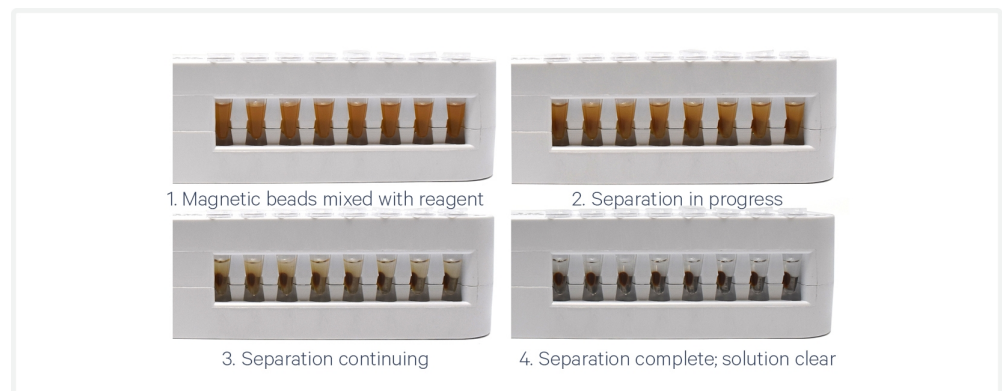 1. Magnetic beads mixed with reagent
2. Separation in progress
3. Separation continuing
4. Separation complete; solution clear